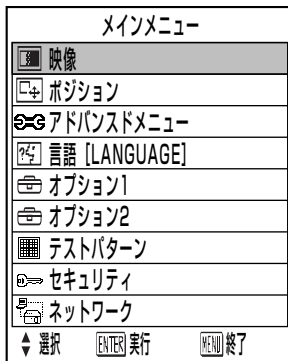 メインメニュー
映像
ポジション
アドバンスドメニュー
言語 [LANGUAGE]
オプション1
オプション2
テストパターン
セキュリティ
ネットワーク
選択 ENTER 実行 MENU 終了